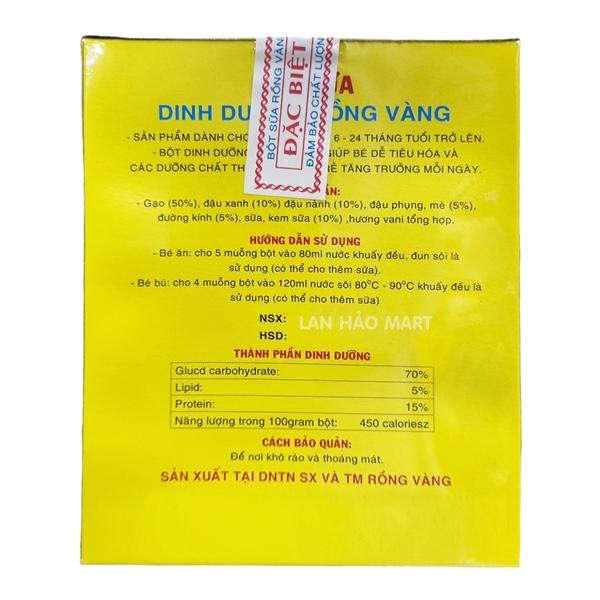 ĐẶC BIỆT
BỘT SỮA RỒNG VÀNG
ĐẢM BẢO CHẤT LƯỢNG
DINH DƯ ỒNG VÀNG
- SẢN PHẨM DÀNH CHO 6 - 24 THÁNG TUỔI TRỞ LÊN.
- BỘT DINH DƯỠNG GIÚP BÉ DỄ TIÊU HÓA VÀ
CÁC DƯỠNG CHẤT TH TĂNG TRƯỞNG MỖI NGÀY.
- Gạo (50%), đậu xanh (10%) đậu nành (10%), đậu phụng, mè (5%),
đường kính (5%), sữa, kem sữa (10%) ,hương vani tổng hợp.
HƯỚNG DẪN SỬ DỤNG
- Bé ăn: cho 5 muỗng bột vào 80ml nước khuấy đều, đun sôi là
sử dụng (có thể cho thêm sữa).
- Bé bú: cho 4 muỗng bột vào 120ml nước sôi 80°C - 90°C khuấy đều là
sử dụng (có thể cho thêm sữa)
NSX:
LAN HẢO MART
HSD:
THÀNH PHẦN DINH DƯỠNG
Glucd carbohydrate: 70%
Lipid: 5%
Protein: 15%
Năng lượng trong 100gram bột: 450 caloriesz
CÁCH BẢO QUẢN:
Để nơi khô ráo và thoáng mát.
SẢN XUẤT TẠI DNTN SX VÀ TM RỒNG VÀNG